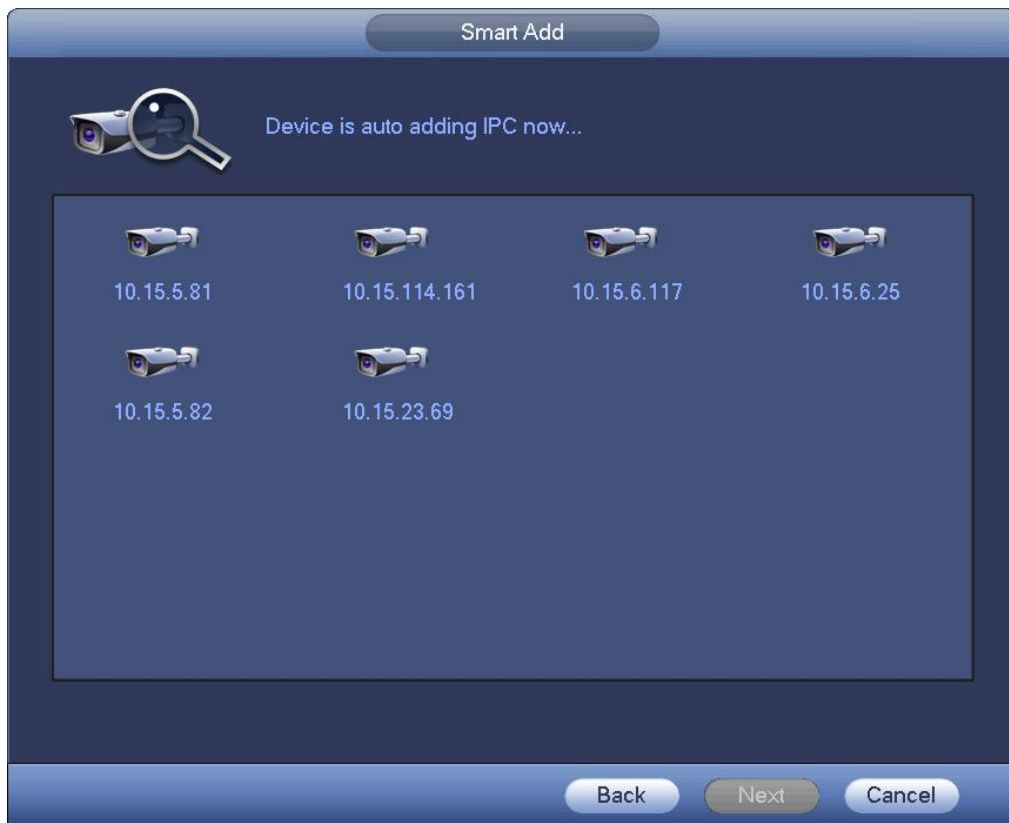 Smart Add
Device is auto adding IPC now...
10.15.5.81 10.15.114.161 10.15.6.117 10.15.6.25
10.15.5.82 10.15.23.69
Back Next Cancel